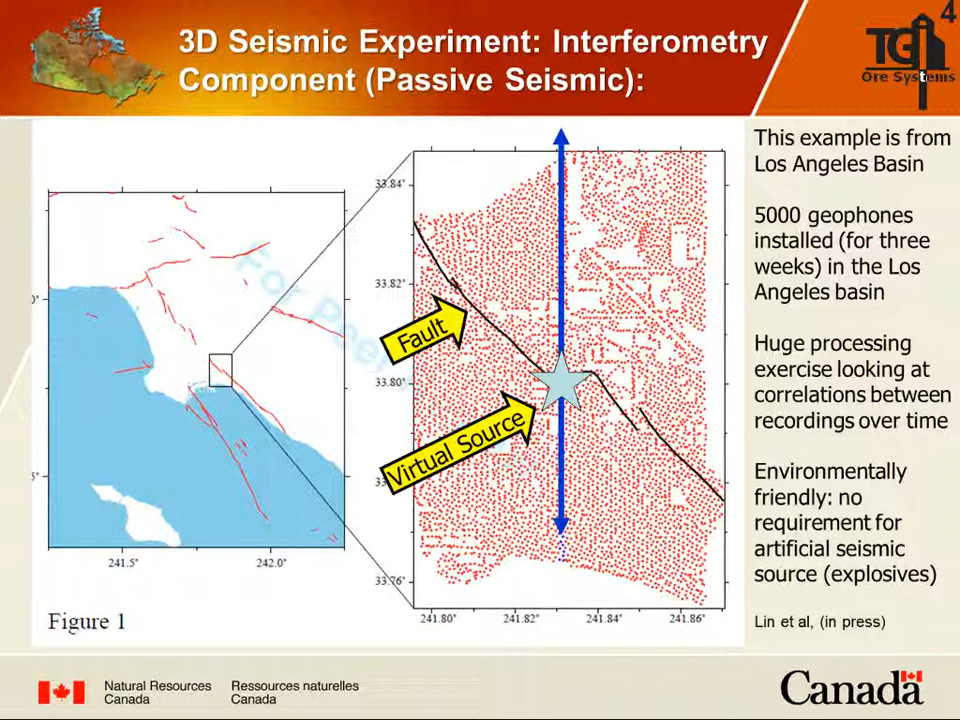 3D Seismic Experiment: Interferometry
Component (Passive Seismic):
TGI
4
Ore Systems
This example is from
Los Angeles Basin
5000 geophones
installed (for three
weeks) in the Los
Angeles basin
Huge processing
exercise looking at
correlations between
recordings over time
Environmentally
friendly: no
requirement for
artificial seismic
source (explosives)
Lin et al, (in press)
33.84°
33.82°
33.80°
33.76°
241.80°
241.82°
241.84°
241.86°
241.5°
242.0°
For Peer
Fault
Virtual Source
Figure 1
Natural Resources
Canada
Ressources naturelles
Canada
Canada